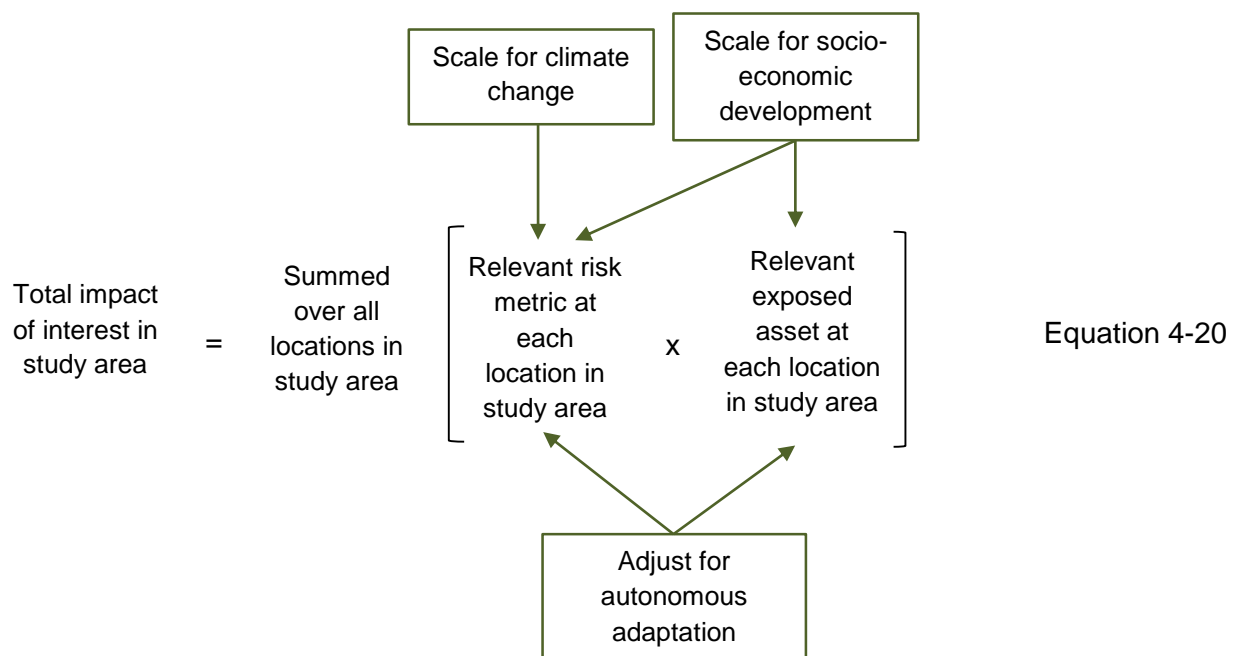 Scale for climate
change
Scale for socio-
economic
development
Total impact
of interest in
study area
=
Summed
over all
locations in
study area
Relevant risk
metric at
each
location in
study area
x
Relevant
exposed
asset at
each location
in study area
Equation 4-20
Adjust for
autonomous
adaptation